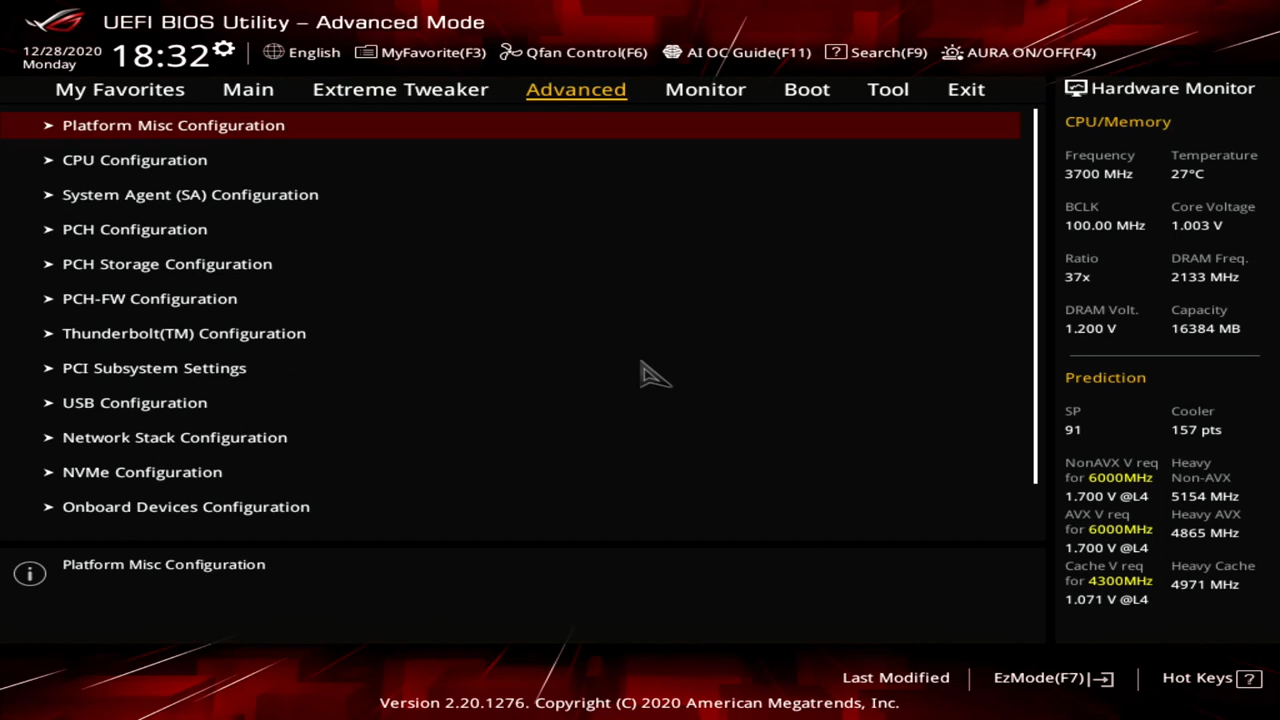 UEFI BIOS Utility – Advanced Mode
12/28/2020
Monday
18:32
English
MyFavorite(F3)
Qfan Control(F6)
AI OC Guide(F11)
? Search(F9)
AURA ON/OFF(F4)
My Favorites Main Extreme Tweaker Advanced Monitor Boot Tool Exit
Platform Misc Configuration
CPU Configuration
System Agent (SA) Configuration
PCH Configuration
PCH Storage Configuration
PCH-FW Configuration
Thunderbolt(TM) Configuration
PCI Subsystem Settings
USB Configuration
Network Stack Configuration
NVMe Configuration
Onboard Devices Configuration
i Platform Misc Configuration
Hardware Monitor
CPU/Memory
Frequency Temperature
3700 MHz 27°C
BCLK Core Voltage
100.00 MHz 1.003 V
Ratio DRAM Freq.
37x 2133 MHz
DRAM Volt. Capacity
1.200 V 16384 MB
Prediction
SP Cooler
91 157 pts
NonAVX V req Heavy
for 6000MHz Non-AVX
1.700 V @L4 5154 MHz
AVX V req Heavy AVX
for 6000MHz 4865 MHz
1.700 V @L4
Cache V req Heavy Cache
for 4300MHz 4971 MHz
1.071 V @L4
Last Modified EzMode(F7) Hot Keys ?
Version 2.20.1276. Copyright (C) 2020 American Megatrends, Inc.